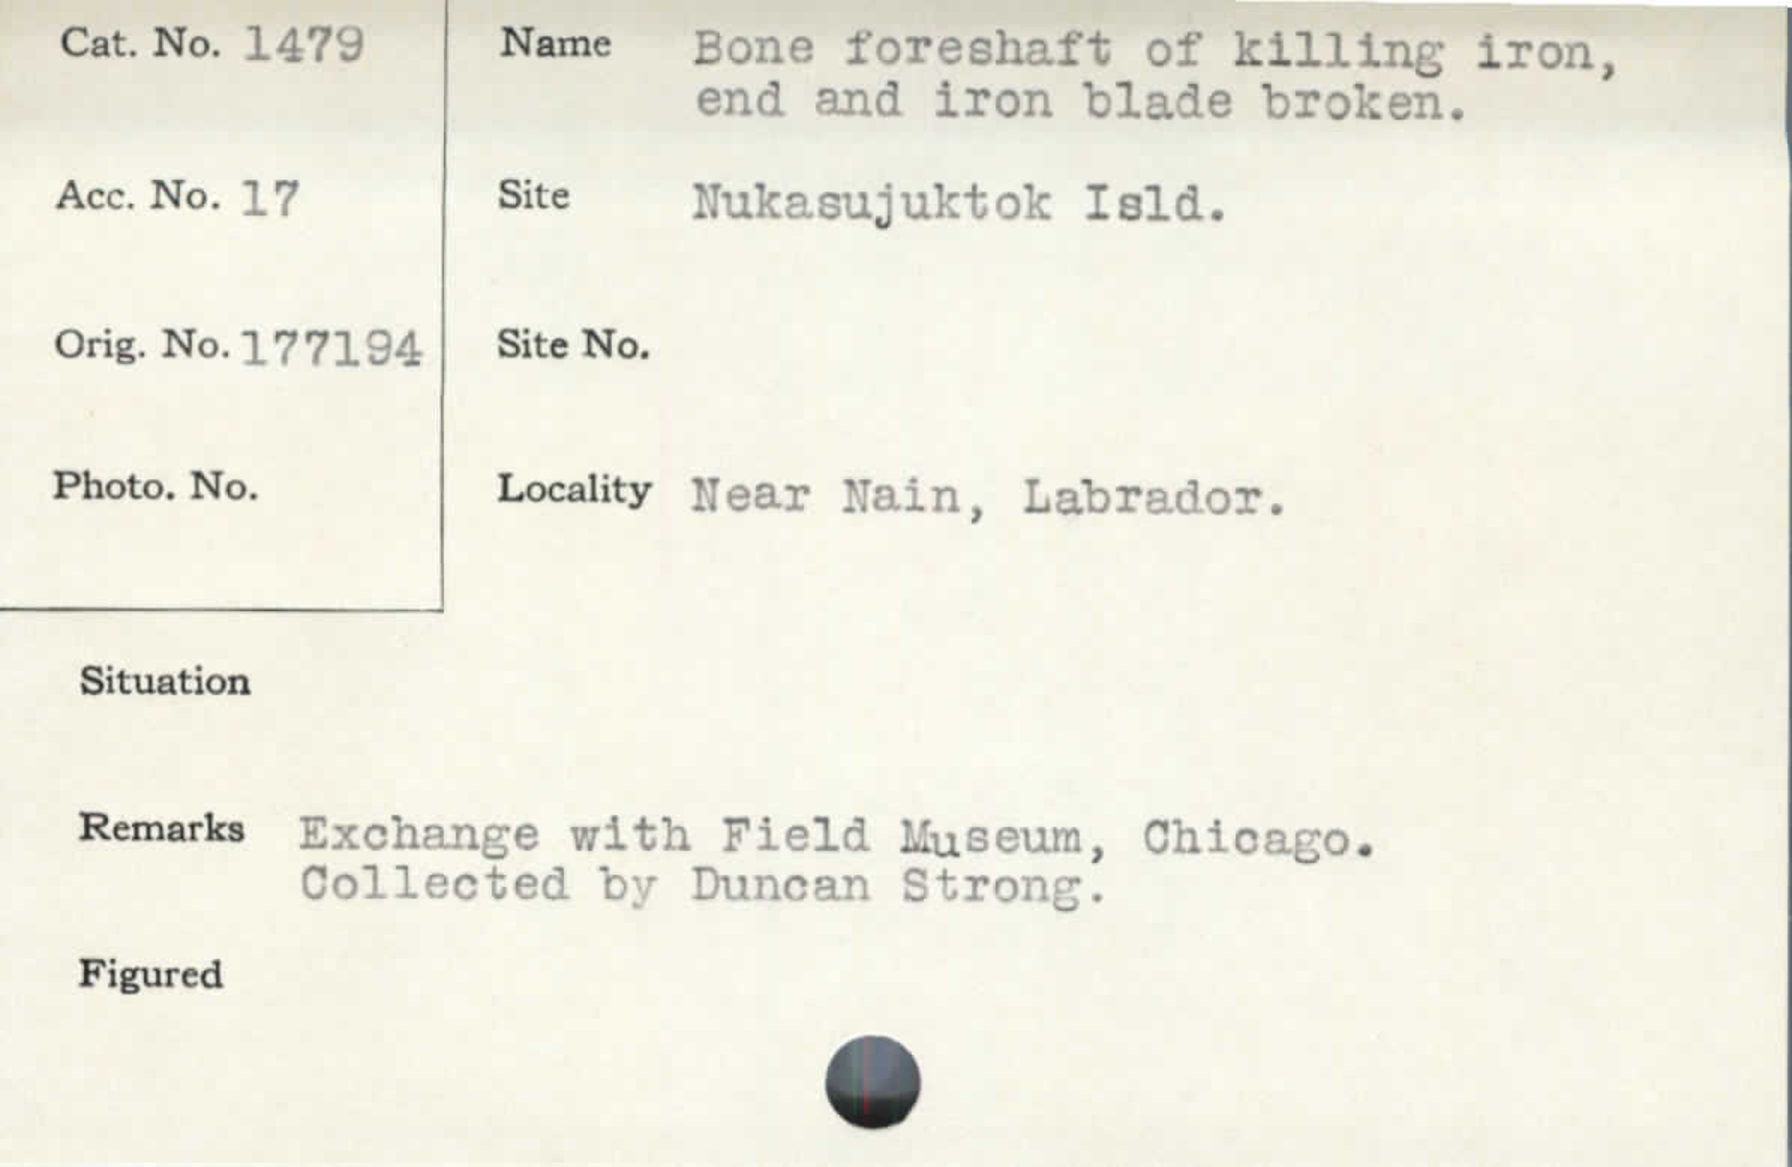 Cat. No. 1479
Name Bone foreshaft of killing iron,
end and iron blade broken.
Acc. No. 17
Site Nukasujuktok Isld.
Orig. No. 177194
Site No.
Photo. No.
Locality Near Nain, Labrador.
Situation
Remarks Exchange with Field Museum, Chicago.
Collected by Duncan Strong.
Figured